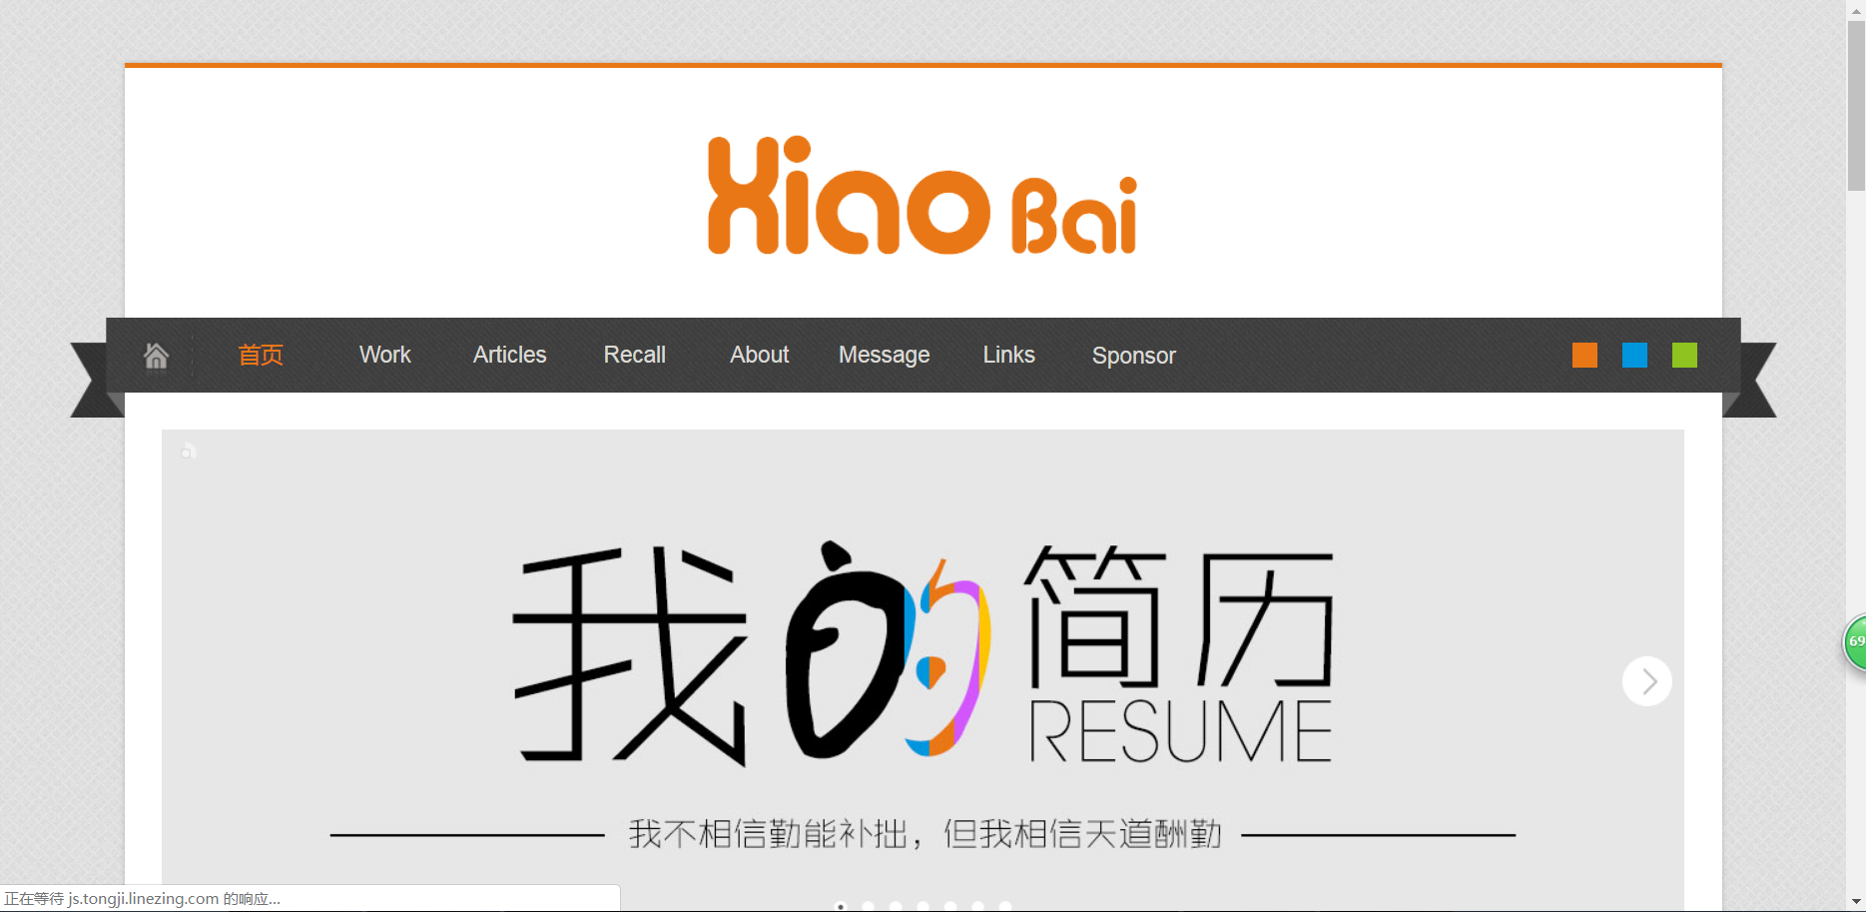 Xiao Bai
首页 Work Articles Recall About Message Links Sponsor
我的简历
RESUME
我不相信勤能补拙，但我相信天道酬勤
69
正在等待 js.tongji.linezing.com 的响应...